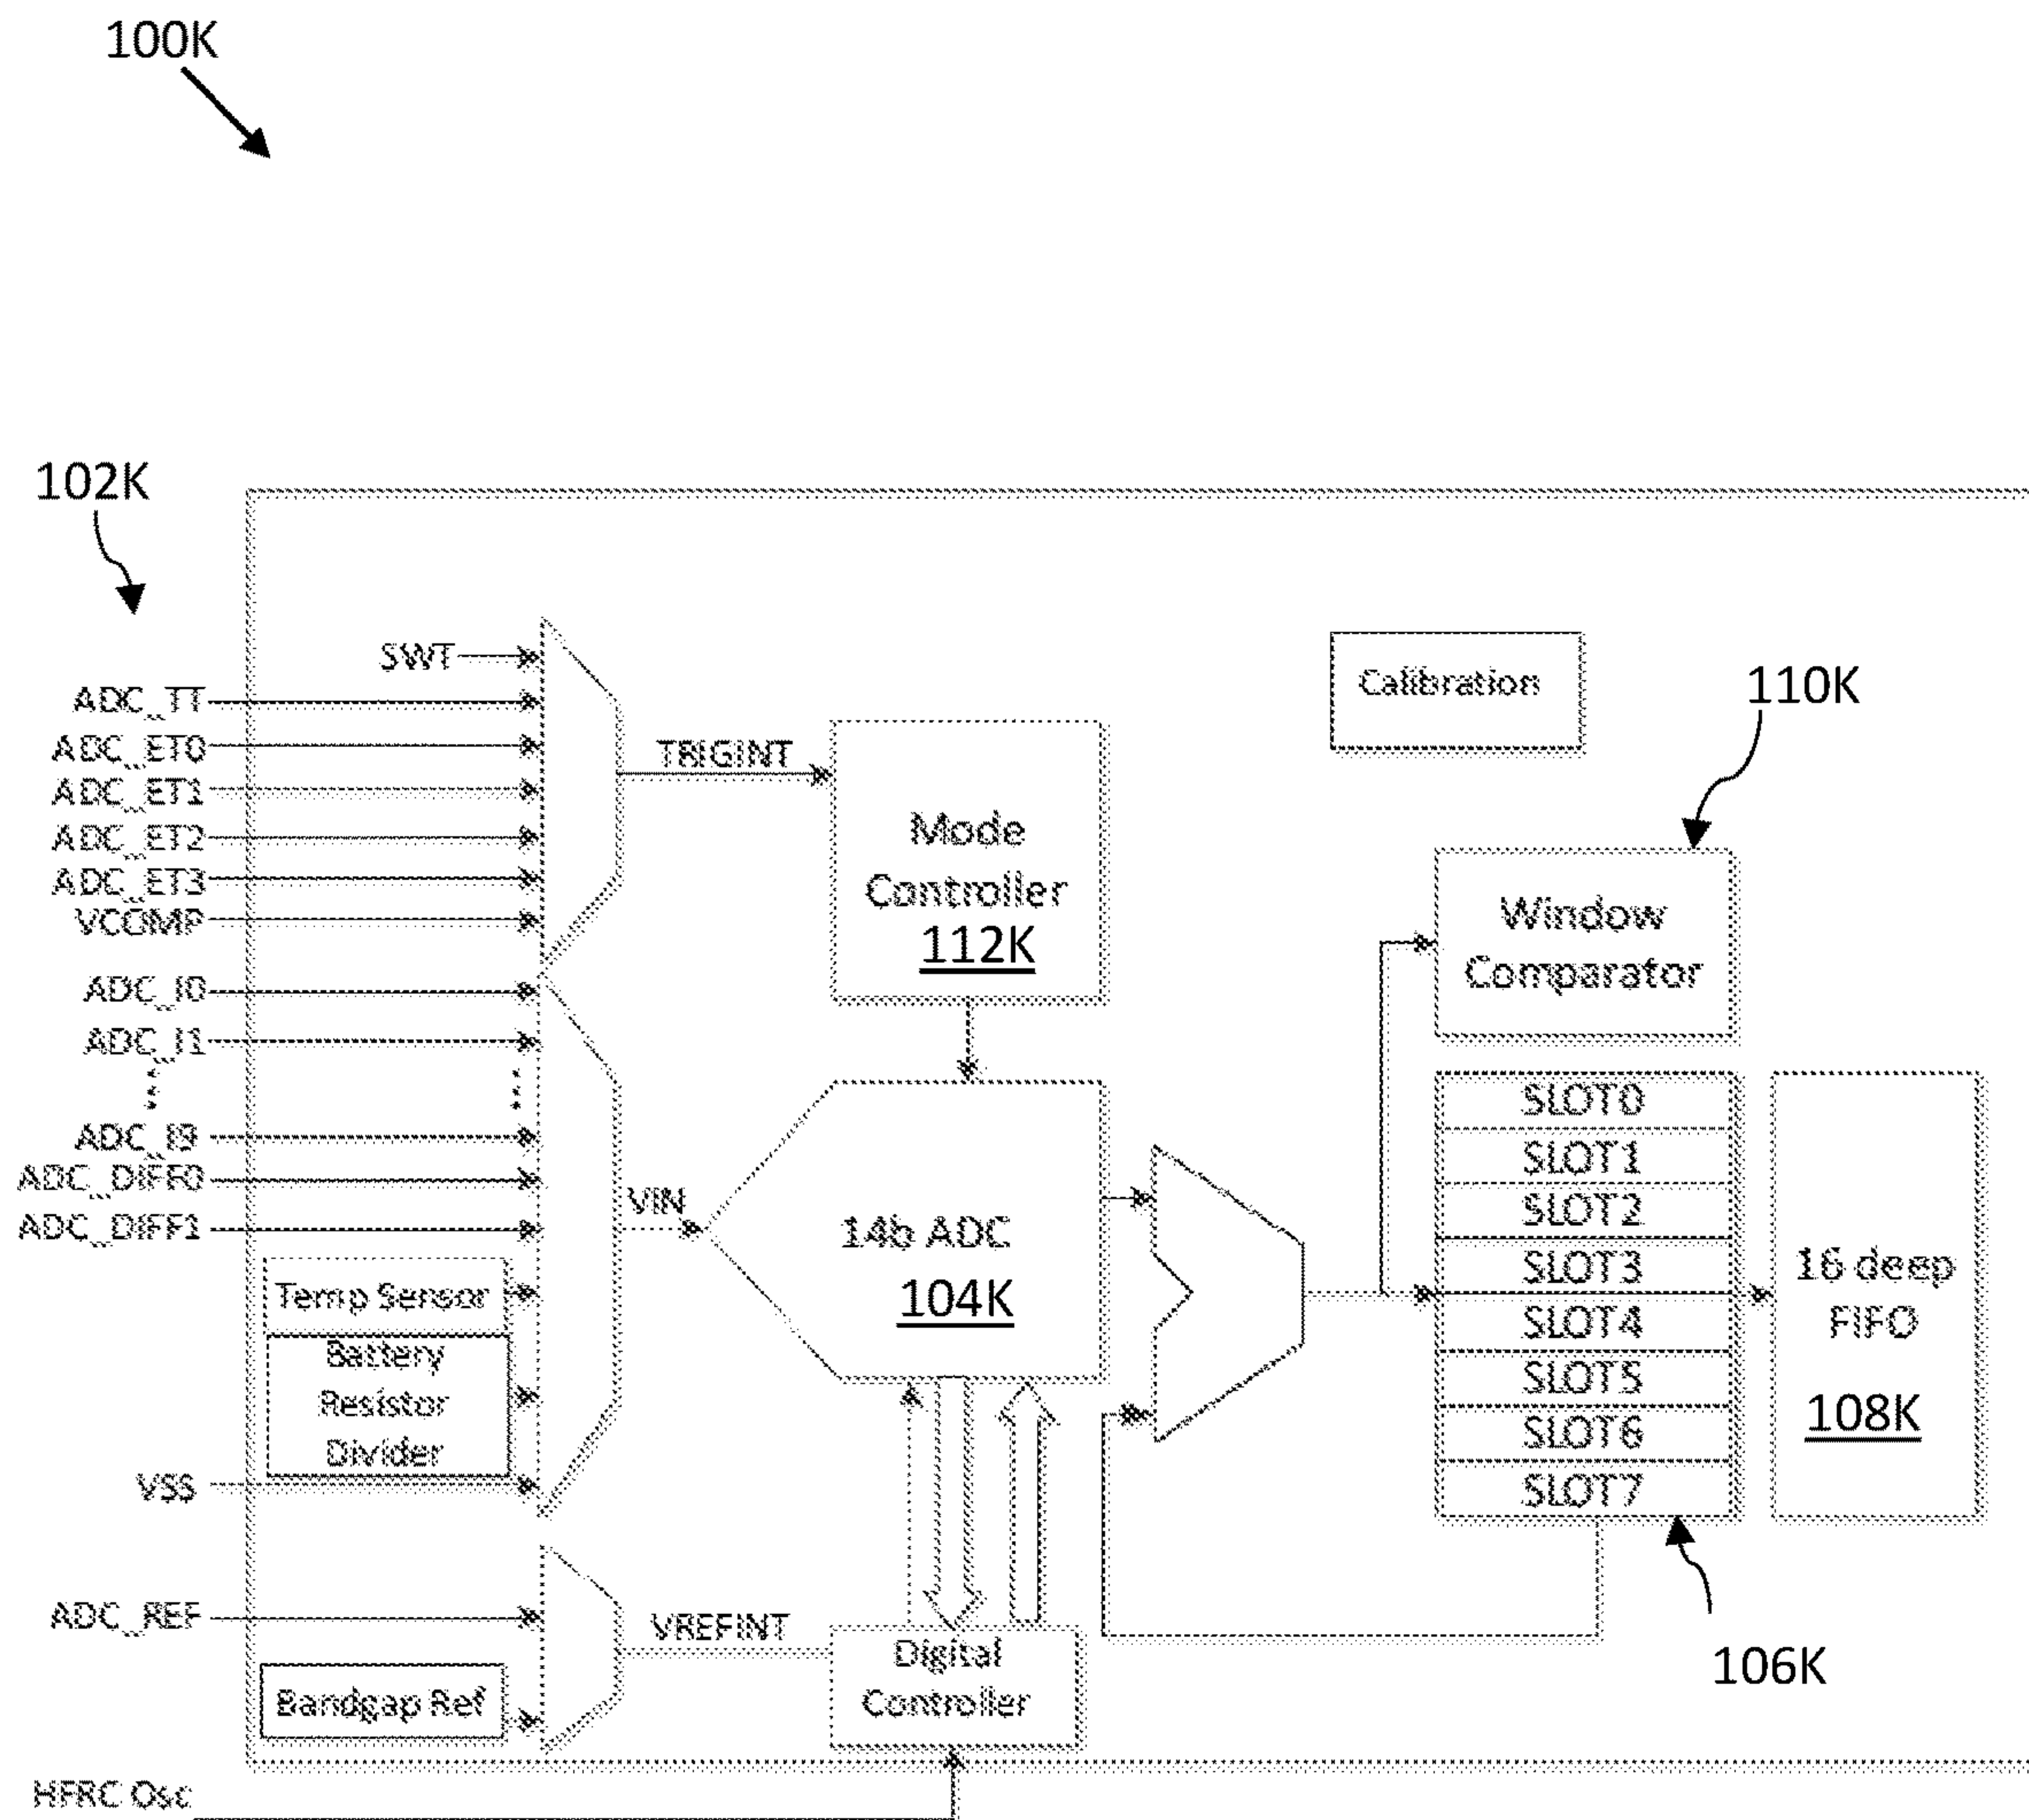 100K
102K
SWT
ADC_TT
ADC_ET0
ADC_ET1
ADC_ET2
ADC_ET3
VCOMP
ADC_I0
ADC_I1
ADC_I9
ADC_DIFF0
ADC_DIFF1
Temp Sensor
Battery
Resistor
Divider
VSS
ADC_REF
Bandgap Ref
HFRC Osc
TRIGINT
VIN
VREFINT
Mode
Controller
112K
14b ADC
104K
Digital
Controller
Calibration
110K
Window
Comparator
SLOT0
SLOT1
SLOT2
SLOT3
SLOT4
SLOT5
SLOT6
SLOT7
106K
16 deep
FIFO
108K